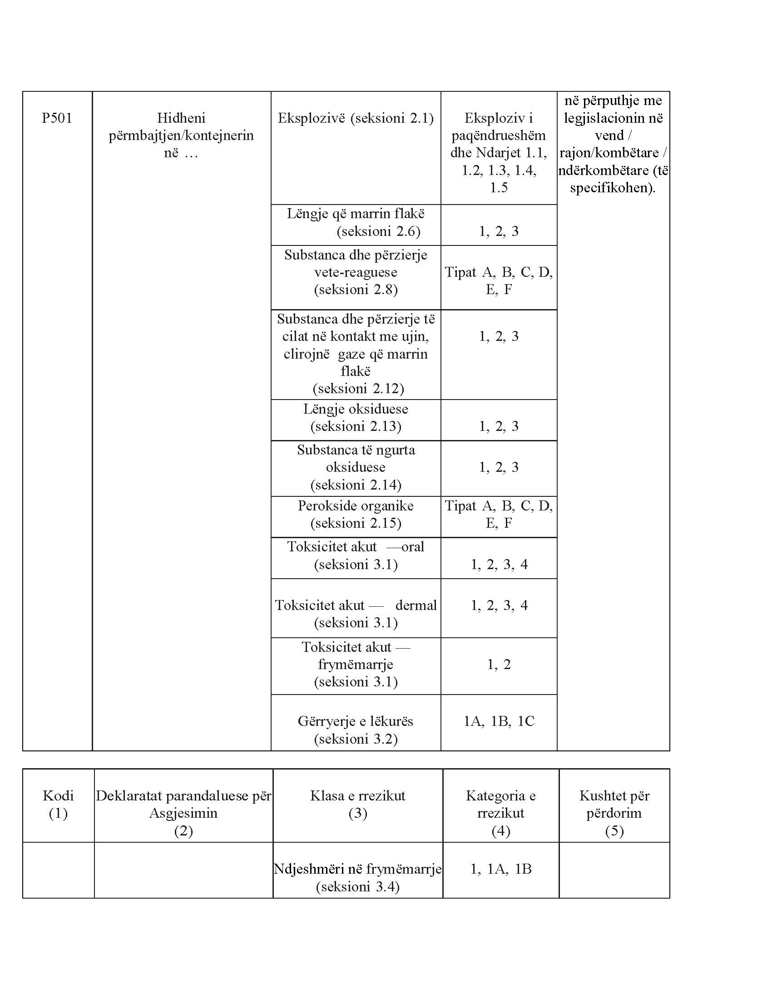 P501
Hidheni
përmbajtjen/kontejnerin
në …
Eksplozivë (seksioni 2.1)
Eksploziv i
paqëndrueshëm
dhe Ndarjet 1.1,
1.2, 1.3, 1.4,
1.5
në përputhje me
legjislacionin në
vend /
rajon/kombëtare /
ndërkombëtare (të
specifikohen).
Lëngje që marrin flakë
(seksioni 2.6)
1, 2, 3
Substanca dhe përzierje
vete-reaguese
(seksioni 2.8)
Tipat A, B, C, D,
E, F
Substanca dhe përzierje të
cilat në kontakt me ujin,
clirojnë gaze që marrin
flakë
(seksioni 2.12)
1, 2, 3
Lëngje oksiduese
(seksioni 2.13)
1, 2, 3
Substanca të ngurta
oksiduese
(seksioni 2.14)
1, 2, 3
Perokside organike
(seksioni 2.15)
Tipat A, B, C, D,
E, F
Toksicitet akut —oral
(seksioni 3.1)
1, 2, 3, 4
Toksicitet akut — dermal
(seksioni 3.1)
1, 2, 3, 4
Toksicitet akut —
frymëmarrje
(seksioni 3.1)
1, 2
Gërryerje e lëkurës
(seksioni 3.2)
1A, 1B, 1C
Kodi
(1)
Deklaratat parandaluese për
Asgjesimin
(2)
Klasa e rrezikut
(3)
Kategoria e
rrezikut
(4)
Kushtet për
përdorim
(5)
Ndjeshmëri në frymëmarrje
(seksioni 3.4)
1, 1A, 1B